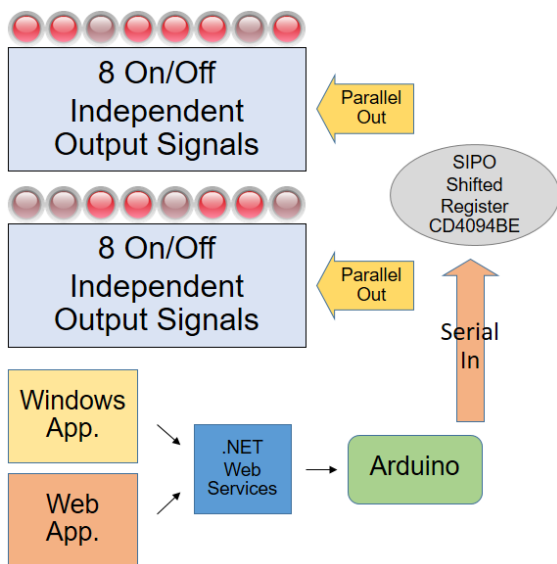 8 On/Off
Independent
Output Signals
Parallel
Out
SIPO
Shifted
Register
CD4094BE
8 On/Off
Independent
Output Signals
Parallel
Out
Serial
In
Windows
App.
.NET
Web
Services
Arduino
Web
App.